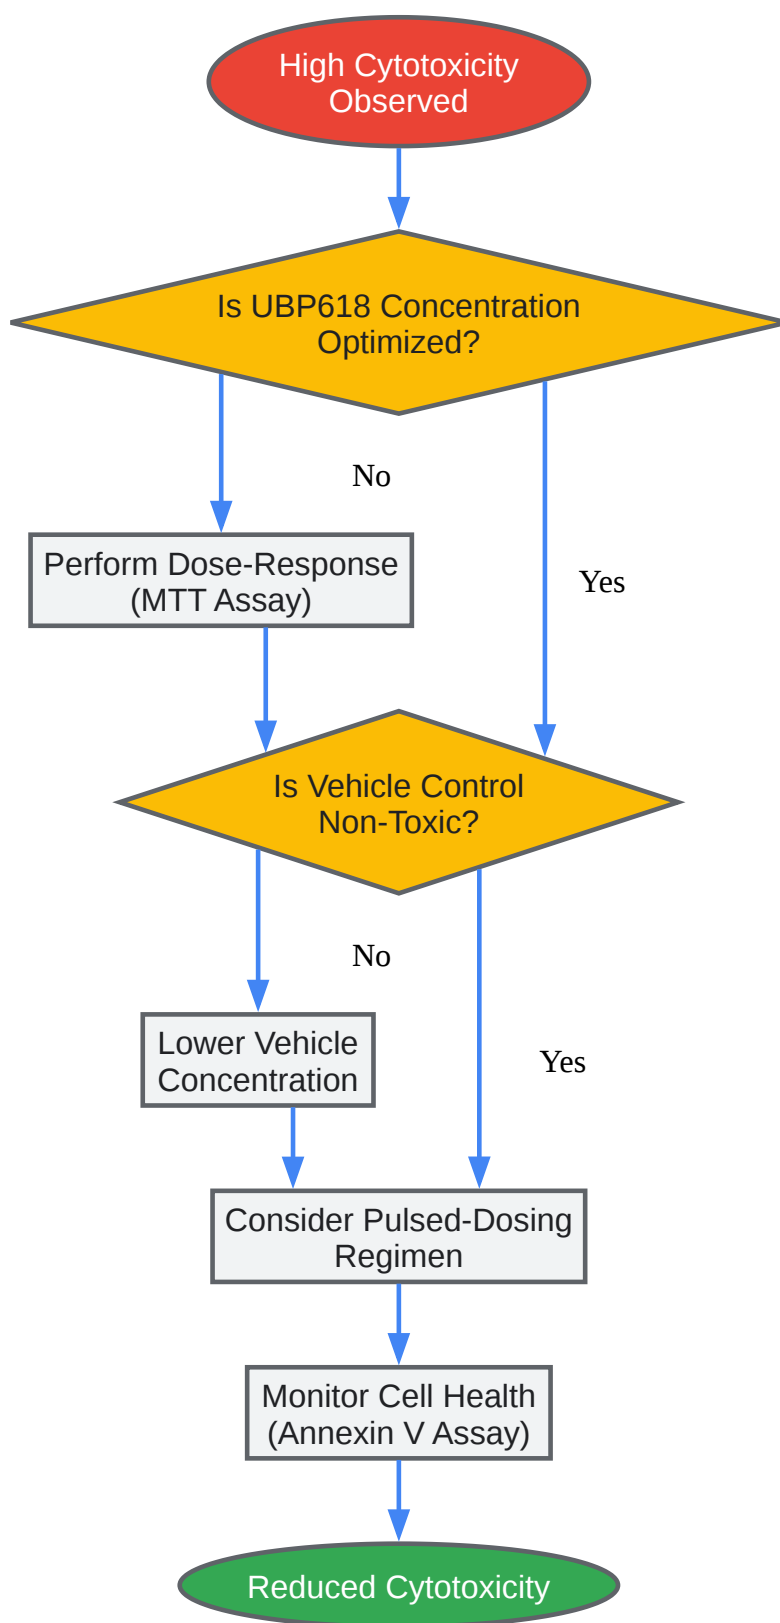 High Cytotoxicity
Observed
Is UBP618 Concentration
Optimized?
No
Perform Dose-Response
(MTT Assay)
Yes
Is Vehicle Control
Non-Toxic?
No
Lower Vehicle
Concentration
Yes
Consider Pulsed-Dosing
Regimen
Monitor Cell Health
(Annexin V Assay)
Reduced Cytotoxicity